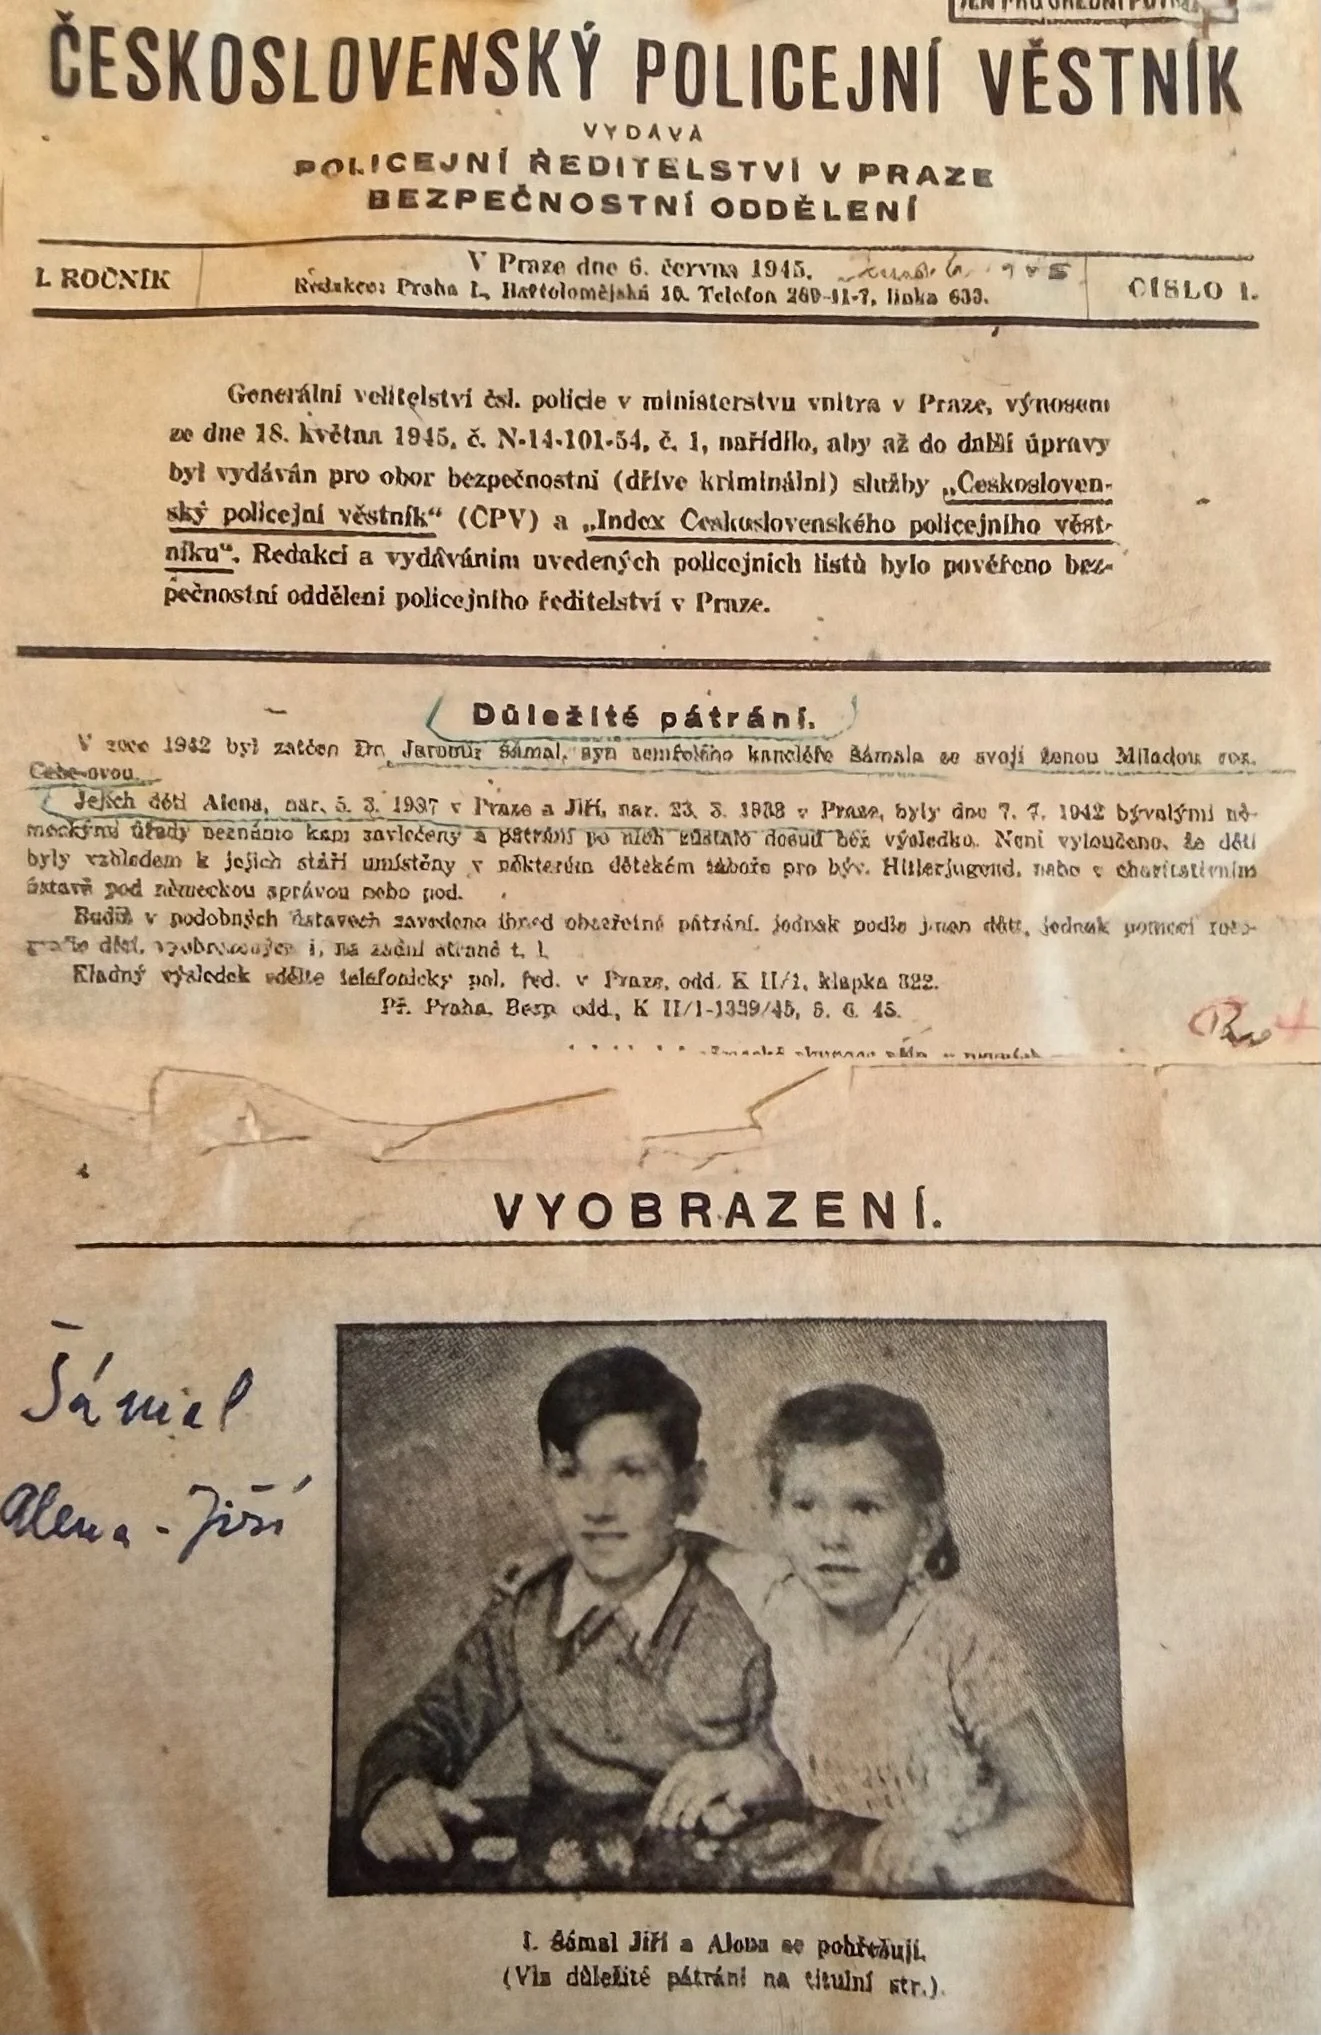 JEN PRO ÚŘEDNÍ
ČESKOSLOVENSKÝ POLICEJNÍ VĚSTNÍK
VYDÁVÁ
POLICEJNÍ ŘEDITELSTVÍ V PRAZE
BEZPEČNOSTNÍ ODDĚLENÍ
I. ROČNÍK
V Praze dne 6. června 1945.
Redakce: Praha I., Bartolomějská 10. Telefon 269-11-7, linka 633.
ČÍSLO 1.
Generální velitelství čsl. policie v ministerstvu vnitra v Praze, výnosem
ze dne 18. května 1945, č. N-14-101-54, č. 1, nařídilo, aby až do další úpravy
byl vydáván pro obor bezpečnostní (dříve kriminální) služby „Českosloven-
ský policejní věstník“ (ČPV) a „Index Československého policejního věst-
níku“. Redakcí a vydáváním uvedených policejních listů bylo pověřeno bez-
pečnostní oddělení policejního ředitelství v Praze.
Důležité pátrání.
V roce 1942 byl zatčen Dr. Jaromír Šámal, syn zemřelého kancléře Šámala se svojí ženou Miladou roz.
Jejich děti Alena, nar. 5. 3. 1937 v Praze a Jiří, nar. 23. 3. 1938 v Praze, byly dne 7. 7. 1942 bývalými ně-
meckými úřady neznámo kam zavlečeny a pátrání po nich zůstalo dosud bez výsledku. Není vyloučeno, že děti
byly vzhledem k jejich stáří umístěny v některém dětském táboře pro býv. Hitlerjugend, nebo v charitativním
ústavě pod německou správou nebo pod.
Budiž v podobných ústavech zavedeno ihned obezřetné pátrání, jednak podle jmen dětí, jednak pomocí foto-
grafie dětí, na zadní straně t. l.
Kladný výsledek sdělte telefonicky pol. řed. v Praze, odd. K II/1, klapka 322.
Př. Praha, Bezp. odd., K II/1-1339/45, 6. 45.
VYOBRAZENÍ.
Šámal
Alena - Jiří
1. Šámal Jiří a Alena se pohřešují.
(Viz důležité pátrání na titulní str.).